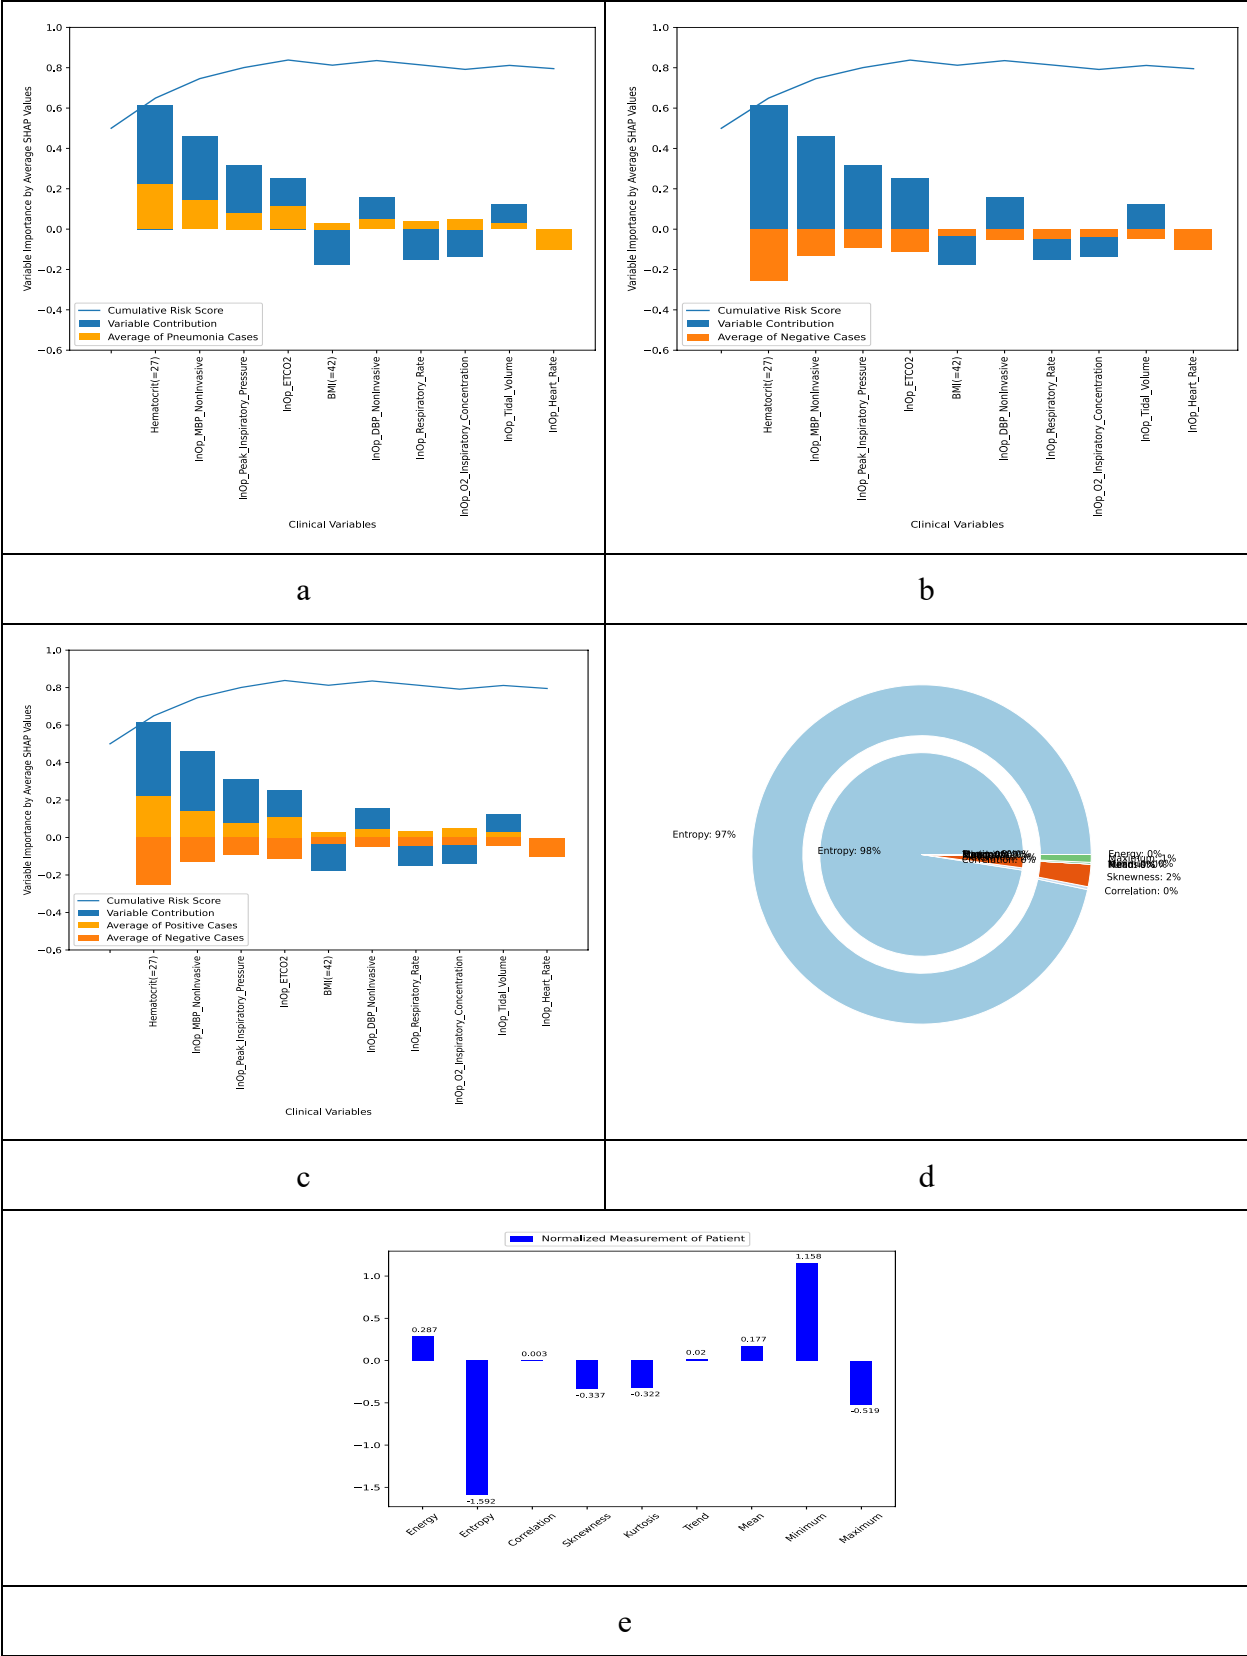 1.0
0.8
0.6
0.4
0.2
0.0
−0.2
−0.4
−0.6
Variable Importance by Average SHAP Values
Cumulative Risk Score
Variable Contribution
Average of Pneumonia Cases
Hematocrit(=27)
InOp_MBP_NonInvasive
InOp_Peak_Inspiratory_Pressure
InOp_ETCO2
BMI(=42)
InOp_DBP_NonInvasive
InOp_Respiratory_Rate
InOp_O2_Inspiratory_Concentration
InOp_Tidal_Volume
InOp_Heart_Rate
Clinical Variables
a
1.0
0.8
0.6
0.4
0.2
0.0
−0.2
−0.4
−0.6
Variable Importance by Average SHAP Values
Cumulative Risk Score
Variable Contribution
Average of Negative Cases
Hematocrit(=27)
InOp_MBP_NonInvasive
InOp_Peak_Inspiratory_Pressure
InOp_ETCO2
BMI(=42)
InOp_DBP_NonInvasive
InOp_Respiratory_Rate
InOp_O2_Inspiratory_Concentration
InOp_Tidal_Volume
InOp_Heart_Rate
Clinical Variables
b
1.0
0.8
0.6
0.4
0.2
0.0
−0.2
−0.4
−0.6
Variable Importance by Average SHAP Values
Cumulative Risk Score
Variable Contribution
Average of Positive Cases
Average of Negative Cases
Hematocrit(=27)
InOp_MBP_NonInvasive
InOp_Peak_Inspiratory_Pressure
InOp_ETCO2
BMI(=42)
InOp_DBP_NonInvasive
InOp_Respiratory_Rate
InOp_O2_Inspiratory_Concentration
InOp_Tidal_Volume
InOp_Heart_Rate
Clinical Variables
c
Entropy: 97%
Entropy: 98%
Correlation: 0%
Energy: 0%
Maximum: 1%
Sknewness: 2%
Correlation: 0%
d
Normalized Measurement of Patient
1.0
0.5
0.0
−0.5
−1.0
−1.5
0.287
-1.592
0.003
-0.337
-0.322
0.02
0.177
1.158
-0.519
Energy
Entropy
Correlation
Sknewness
Kurtosis
Trend
Mean
Minimum
Maximum
e